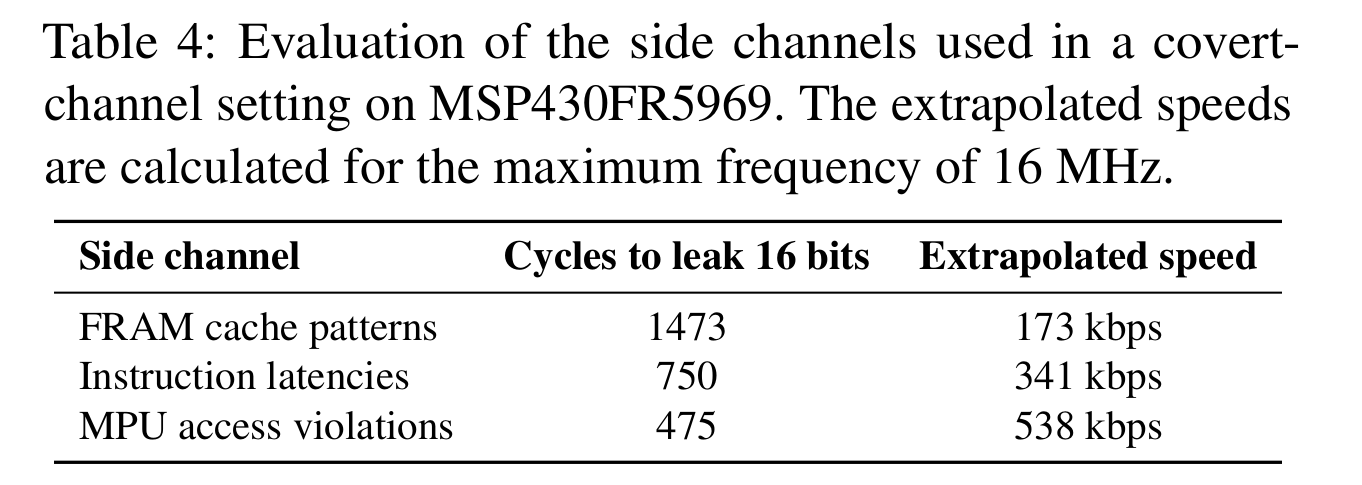 Table 4: Evaluation of the side channels used in a covert-
channel setting on MSP430FR5969. The extrapolated speeds
are calculated for the maximum frequency of 16 MHz.
Side channel Cycles to leak 16 bits Extrapolated speed
FRAM cache patterns 1473 173 kbps
Instruction latencies 750 341 kbps
MPU access violations 475 538 kbps